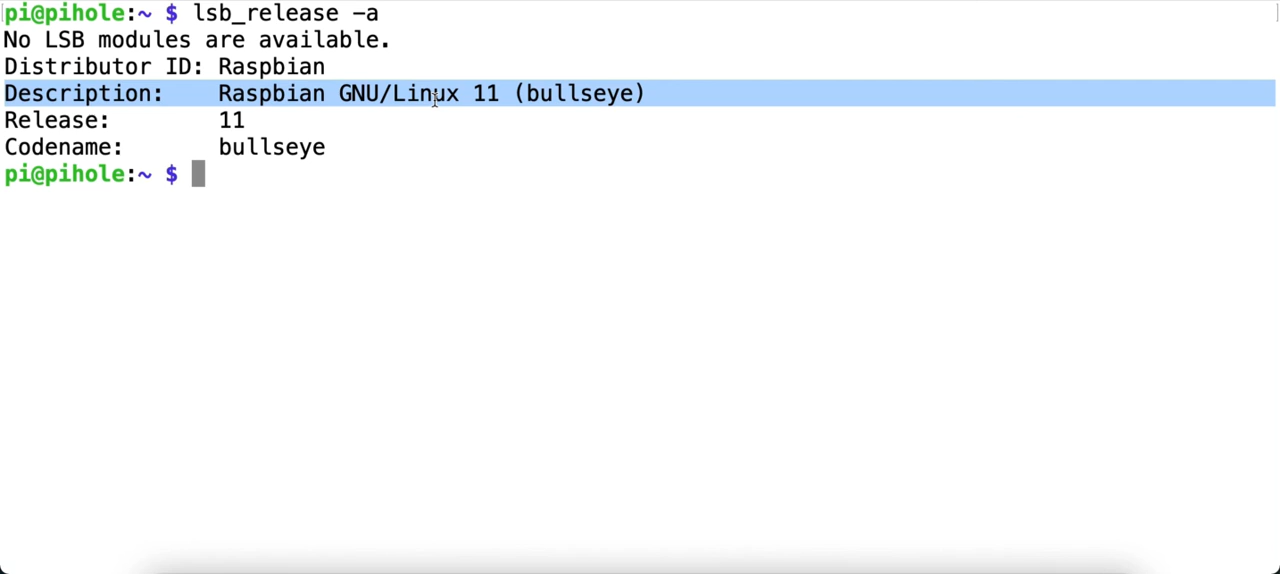 pi@pihole:~ $ lsb_release -a
No LSB modules are available.
Distributor ID: Raspbian
Description:    Raspbian GNU/Linux 11 (bullseye)
Release:        11
Codename:       bullseye
pi@pihole:~ $